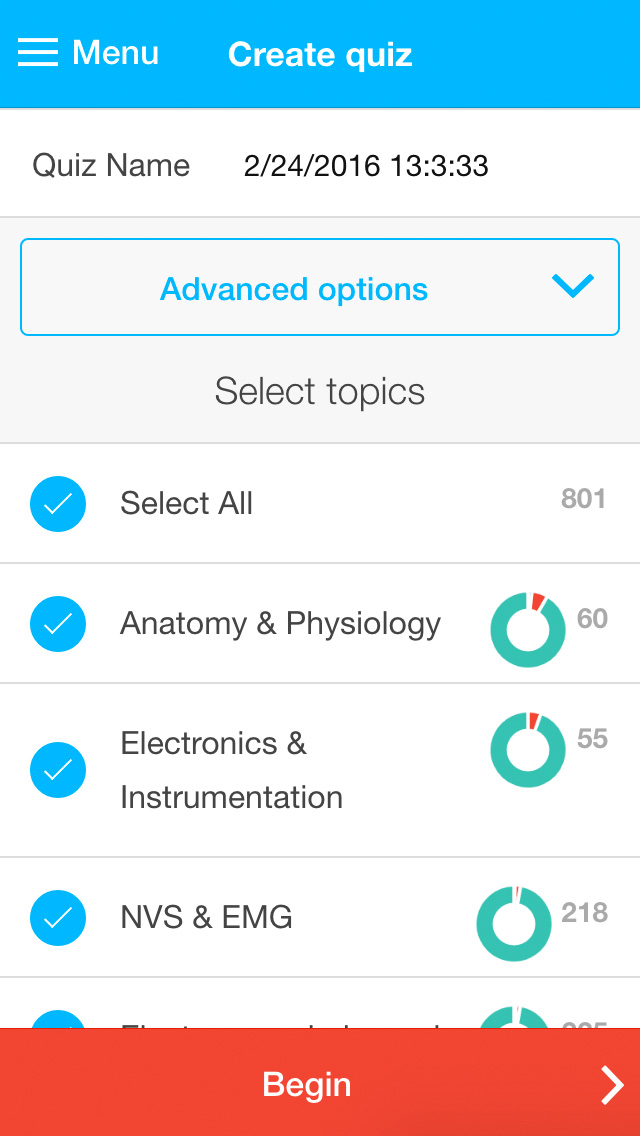 Menu
Create quiz
Quiz Name 2/24/2016 13:3:33
Advanced options
Select topics
Select All 801
Anatomy & Physiology 60
Electronics & 55
Instrumentation
NVS & EMG 218
Begin